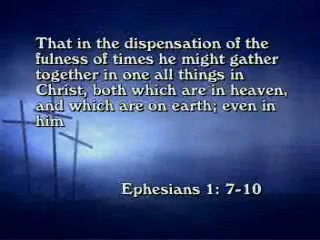 That in the dispensation of the
fulness of times he might gather
together in one all things in
Christ, both which are in heaven,
and which are on earth; even in
him
Ephesians 1: 7-10